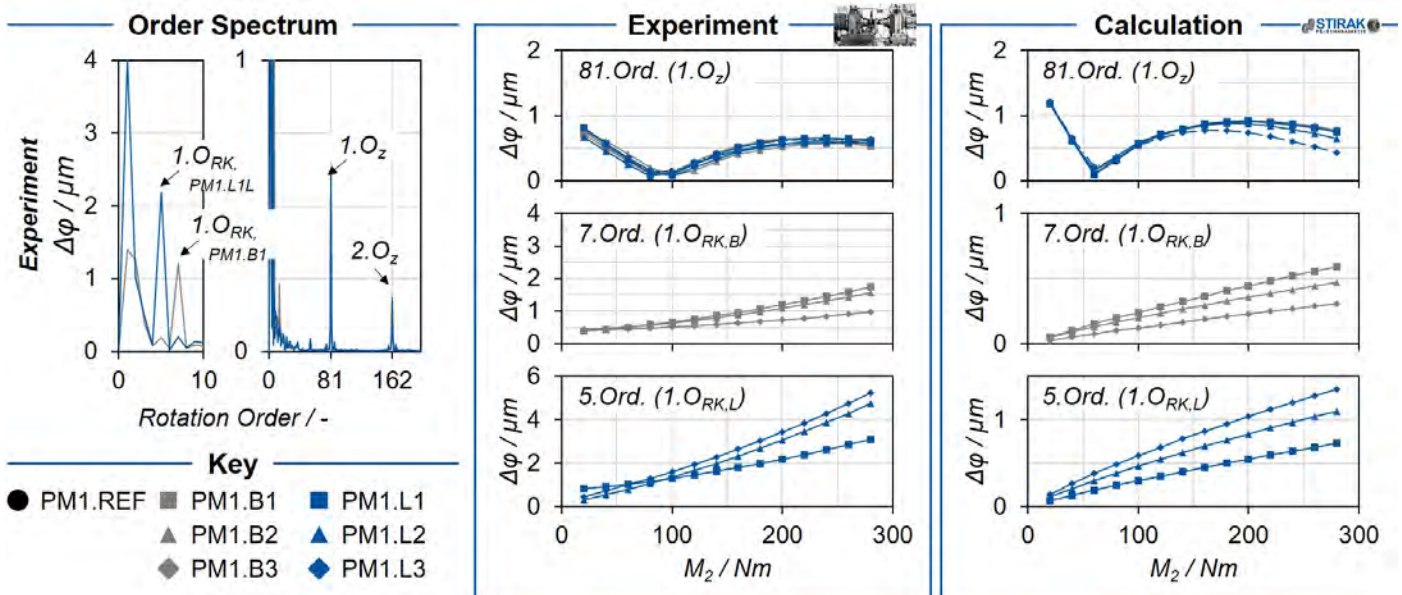 Order Spectrum
Experiment
Δφ / µm
4
3
2
1
0
0
10
1.O_RK,
PM1.L1L
1.O_RK,
PM1.B1
1
0
0
81
162
1.O_z
2.O_z
Rotation Order / -
Key
PM1.REF
PM1.B1
PM1.L1
PM1.B2
PM1.L2
PM1.B3
PM1.L3
Experiment
81.Ord. (1.O_z)
Δφ / µm
2
1
0
7.Ord. (1.O_RK,B)
Δφ / µm
4
3
2
1
0
5.Ord. (1.O_RK,L)
Δφ / µm
6
4
2
0
0
100
200
300
M_2 / Nm
Calculation
STIRAK
81.Ord. (1.O_z)
Δφ / µm
2
1
0
7.Ord. (1.O_RK,B)
Δφ / µm
1
0
5.Ord. (1.O_RK,L)
Δφ / µm
1
0
0
100
200
300
M_2 / Nm